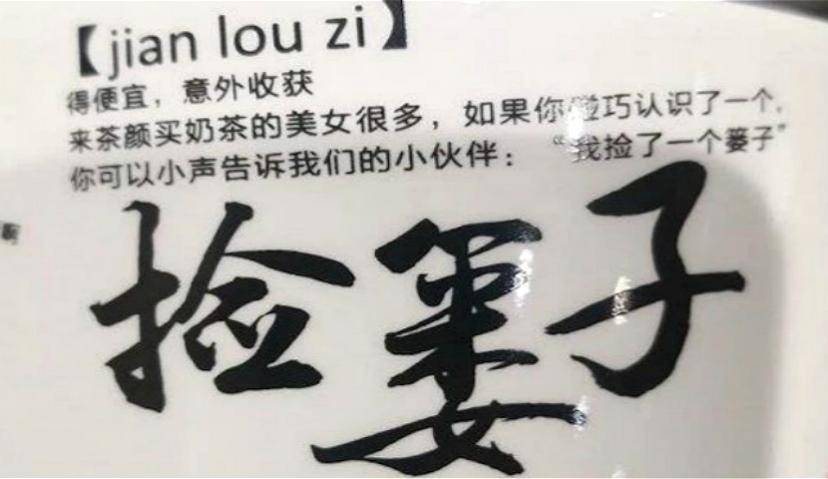 【jian lou zi】
得便宜，意外收获
来茶颜买奶茶的美女很多，如果你碰巧认识了一个，
你可以小声告诉我们的小伙伴：“我捡了一个篓子”
捡篓子